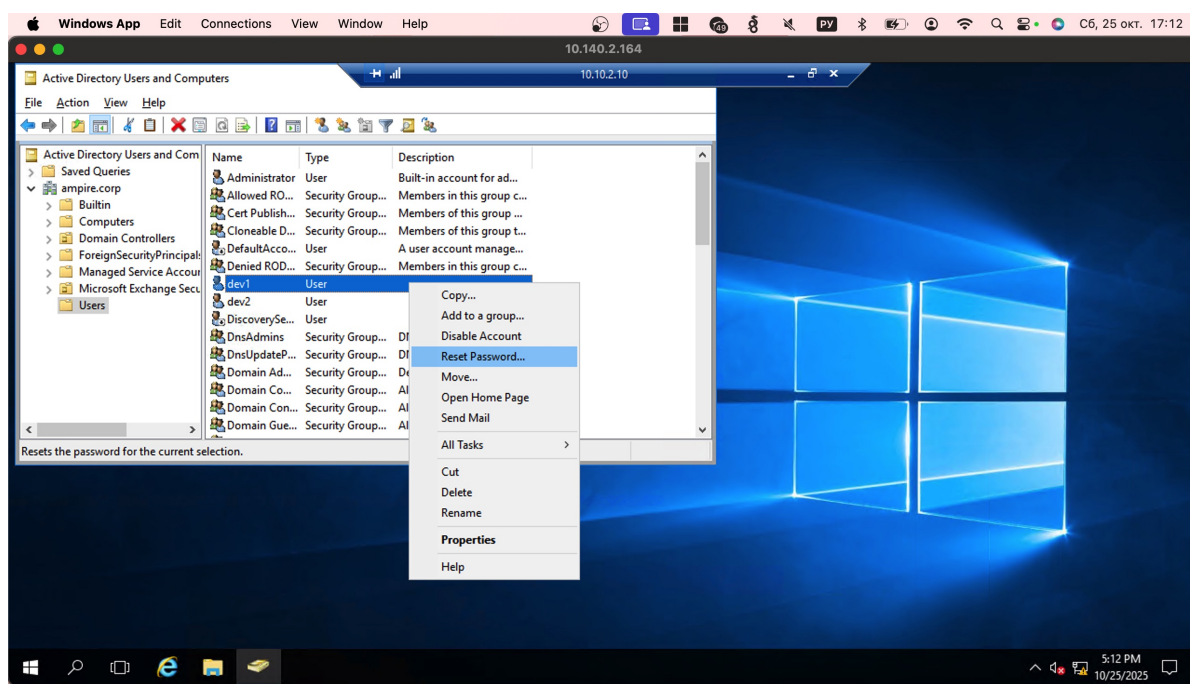 Windows App Edit Connections View Window Help 49 РУ Сб, 25 окт. 17:12
10.140.2.164
Active Directory Users and Computers
10.10.2.10
File Action View Help
Active Directory Users and Com
Saved Queries
ampire.corp
Builtin
Computers
Domain Controllers
ForeignSecurityPrincipals
Managed Service Accour
Microsoft Exchange Secu
Users
Name Type Description
Administrator User Built-in account for ad...
Allowed RO... Security Group... Members in this group c...
Cert Publish... Security Group... Members of this group ...
Cloneable D... Security Group... Members of this group t...
DefaultAcco... User A user account manage...
Denied ROD... Security Group... Members in this group c...
dev1 User
dev2 User
DiscoverySe... User
DnsAdmins Security Group...
DnsUpdateP... Security Group...
Domain Ad... Security Group... De
Domain Co... Security Group... Al
Domain Con... Security Group... Al
Domain Gue... Security Group... Al
Copy...
Add to a group...
Disable Account
Reset Password...
Move...
Open Home Page
Send Mail
All Tasks
Cut
Delete
Rename
Properties
Help
Resets the password for the current selection.
5:12 PM
10/25/2025